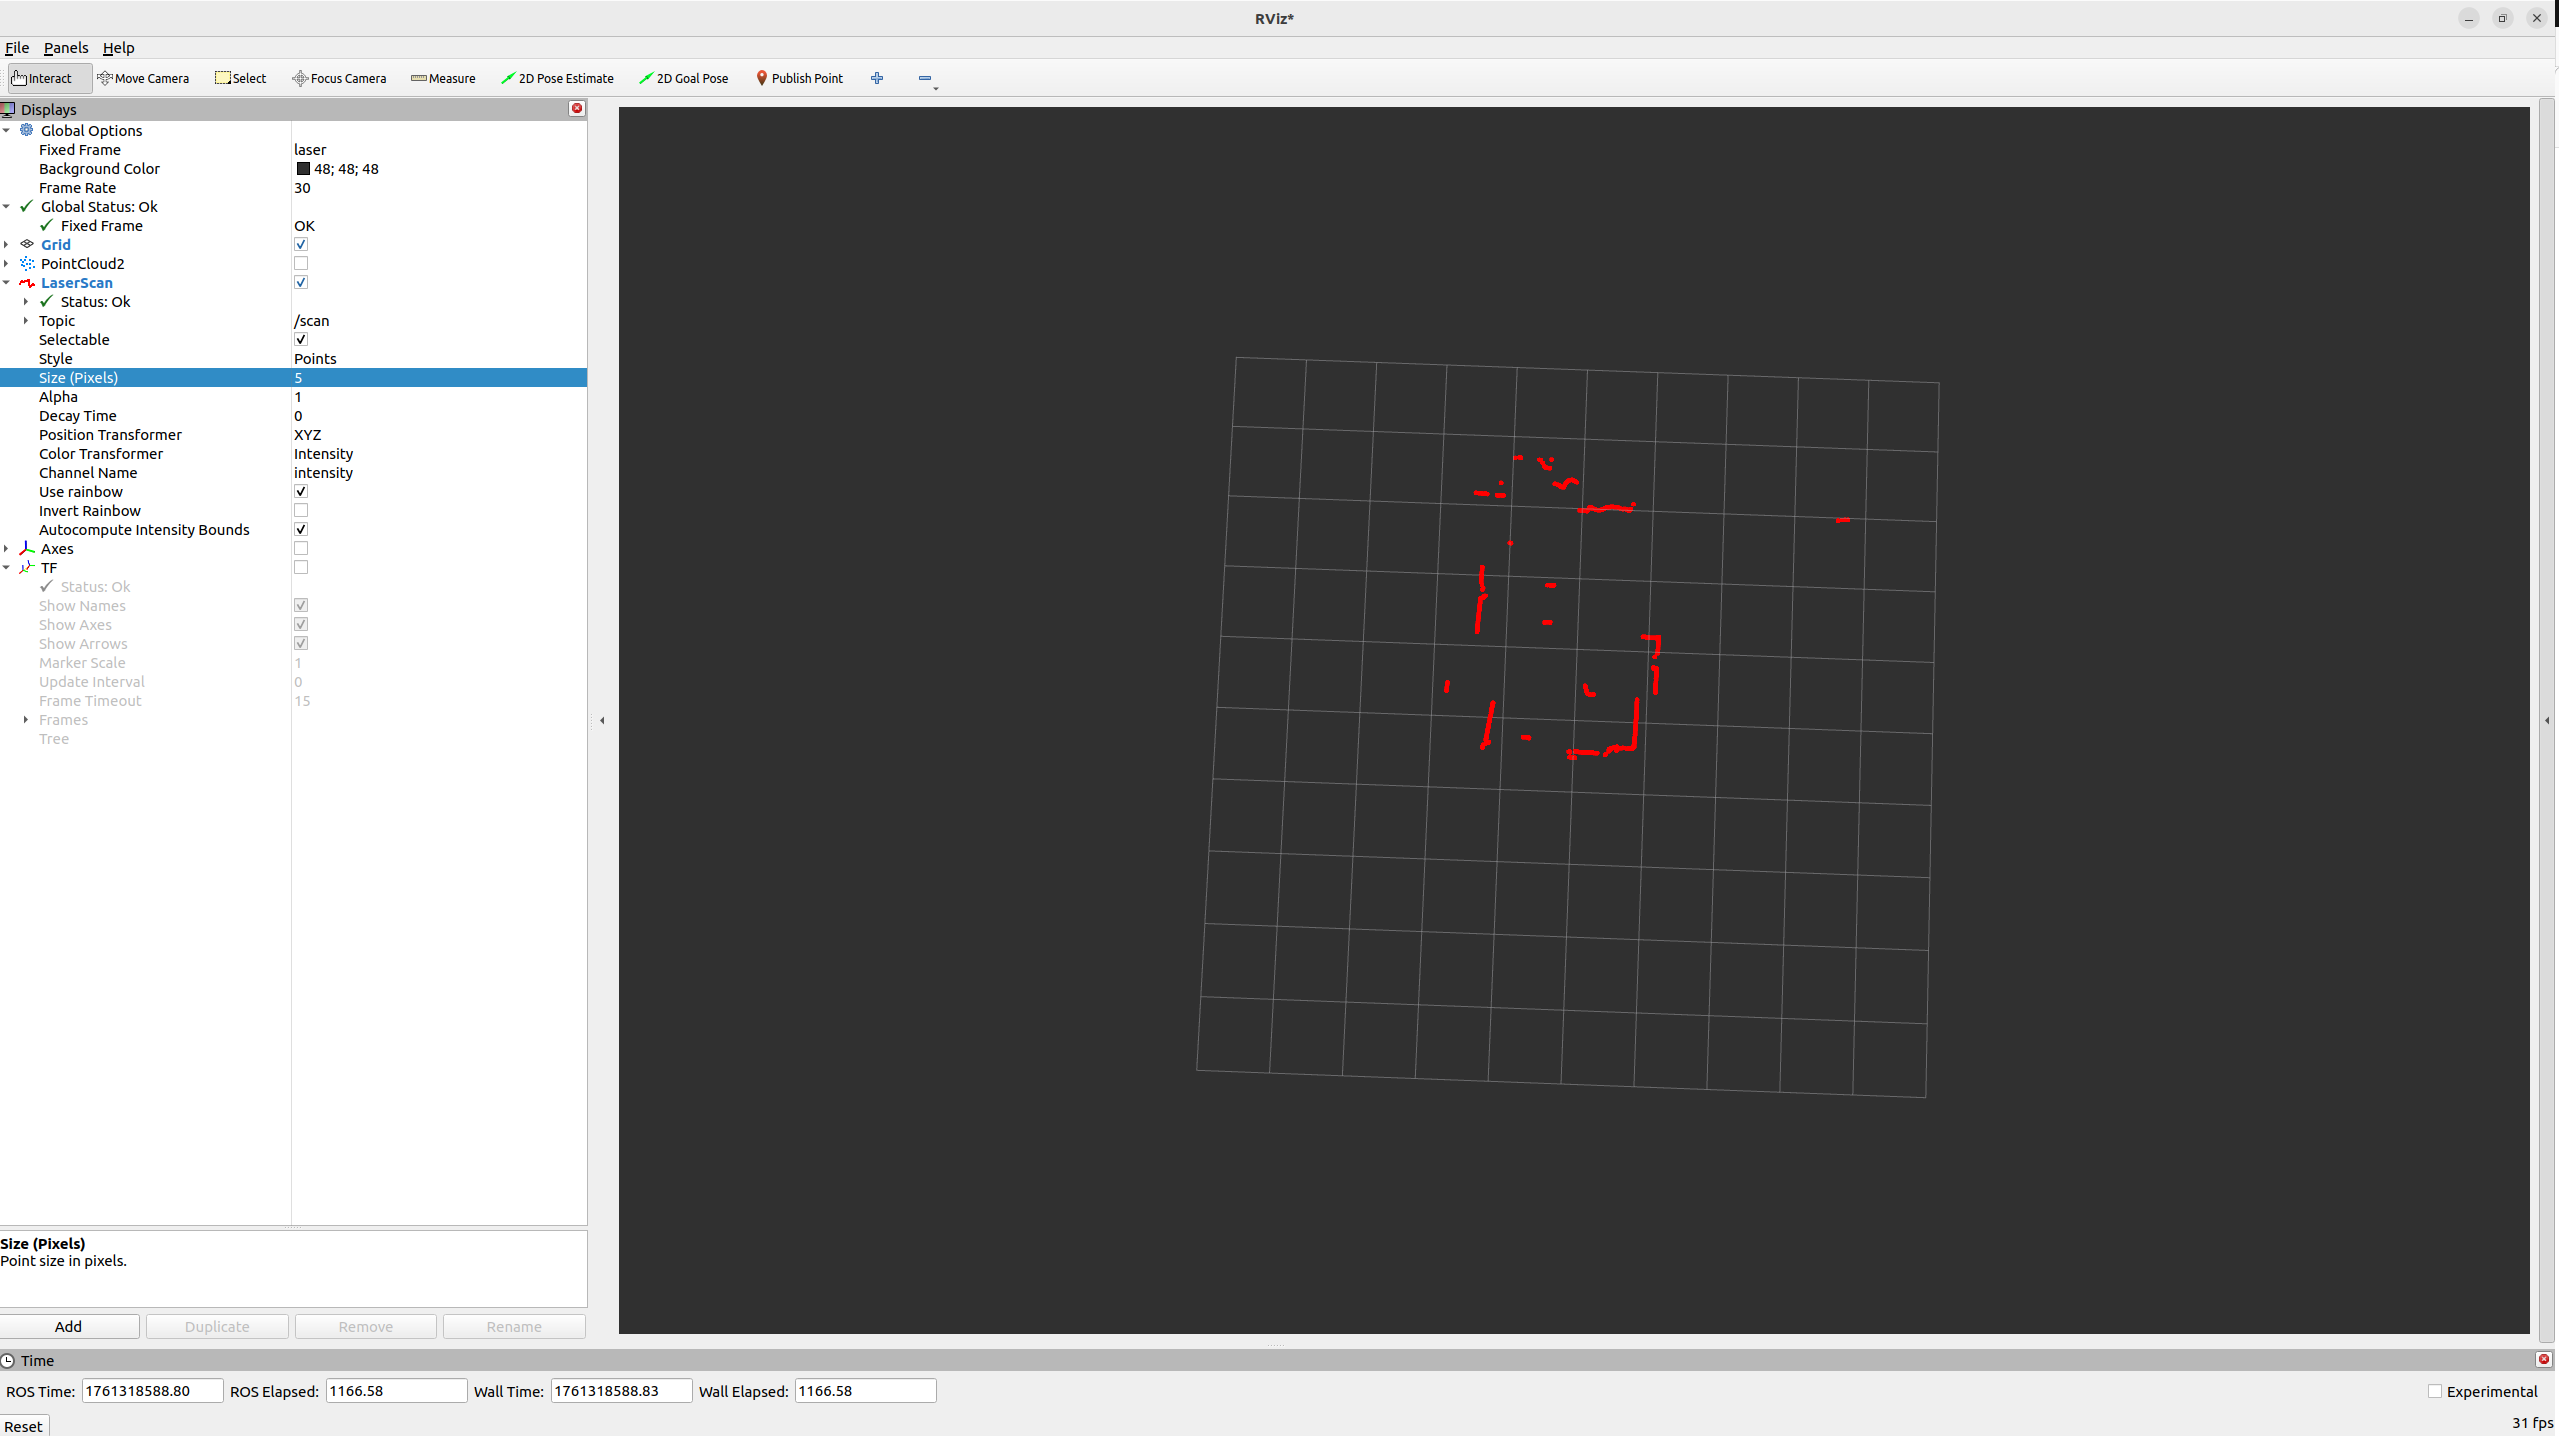 RViz*
File Panels Help
Interact Move Camera Select Focus Camera Measure 2D Pose Estimate 2D Goal Pose Publish Point
Displays
Global Options
Fixed Frame laser
Background Color 48; 48; 48
Frame Rate 30
Global Status: Ok
Fixed Frame OK
Grid
PointCloud2
LaserScan
Status: Ok
Topic /scan
Selectable
Style Points
Size (Pixels) 5
Alpha 1
Decay Time 0
Position Transformer XYZ
Color Transformer Intensity
Channel Name intensity
Use rainbow
Invert Rainbow
Autocompute Intensity Bounds
Axes
TF
Status: Ok
Show Names
Show Axes
Show Arrows
Marker Scale 1
Update Interval 0
Frame Timeout 15
Frames
Tree
Size (Pixels)
Point size in pixels.
Add Duplicate Remove Rename
Time
ROS Time: 1761318588.80 ROS Elapsed: 1166.58 Wall Time: 1761318588.83 Wall Elapsed: 1166.58 Experimental
Reset 31 fps